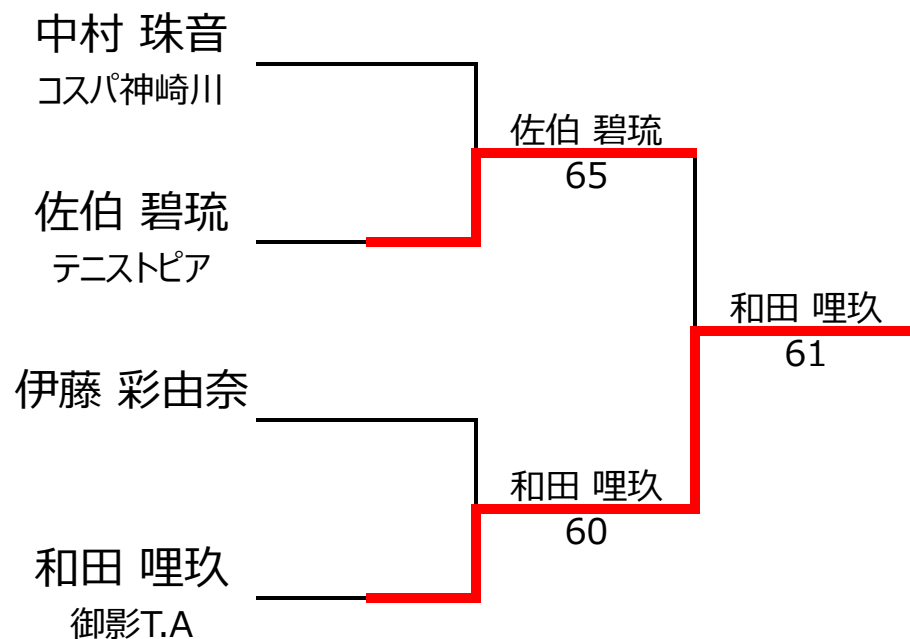 中村 珠音
コスパ神崎川
佐伯 碧琉
65
佐伯 碧琉
テニストピア
和田 哩玖
61
伊藤 彩由奈
和田 哩玖
60
和田 哩玖
御影T.A